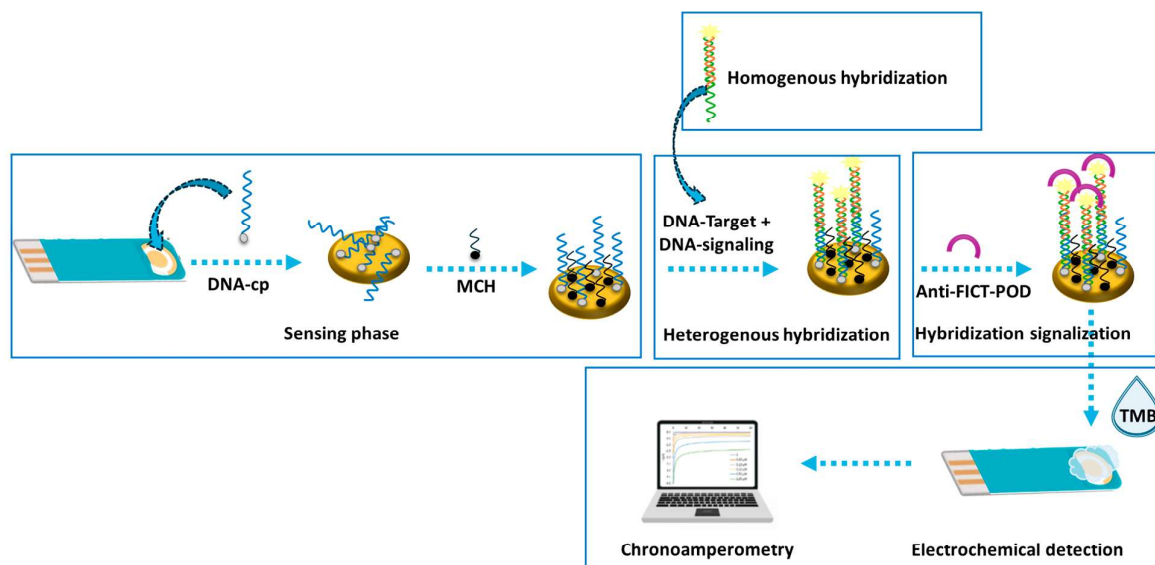 Homogenous hybridization
DNA-cp
MCH
Sensing phase
DNA-Target +
DNA-signaling
Heterogenous hybridization
Anti-FICT-POD
Hybridization signalization
TMB
Chronoamperometry
Electrochemical detection